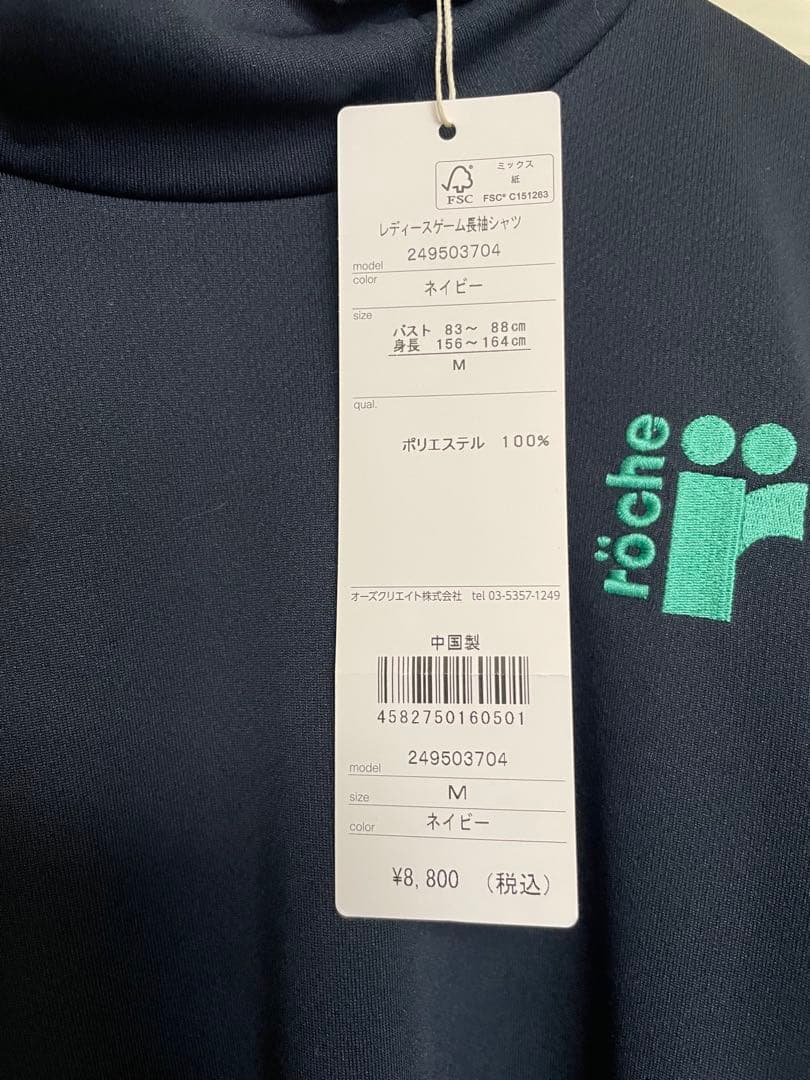 ミックス
紙
FSC
FSC® C151263
レディースゲーム長袖シャツ
model 249503704
color ネイビー
size
バスト 83～ 88cm
身長 156～164cm
M
qual.
ポリエステル 100%
オーズクリエイト株式会社 tel 03-5357-1249
中国製
4582750160501
model 249503704
size M
color ネイビー
¥8,800 (税込)
röche